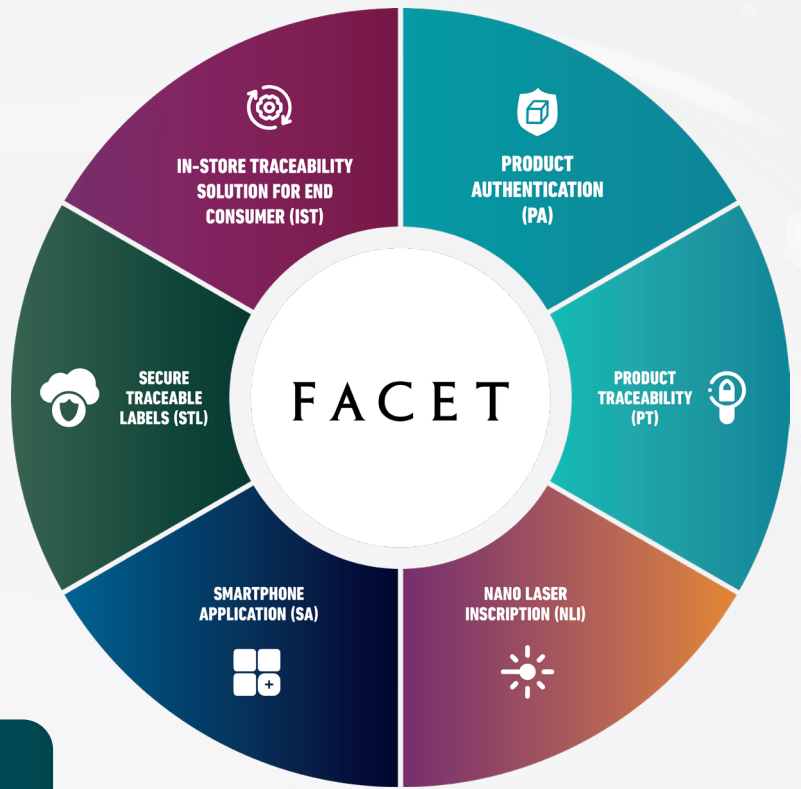 IN-STORE TRACEABILITY
SOLUTION FOR END
CONSUMER (IST)
PRODUCT
AUTHENTICATION
(PA)
SECURE
TRACEABLE
LABELS (STL)
FACET
PRODUCT
TRACEABILITY
(PT)
SMARTPHONE
APPLICATION (SA)
NANO LASER
INSCRIPTION (NLI)